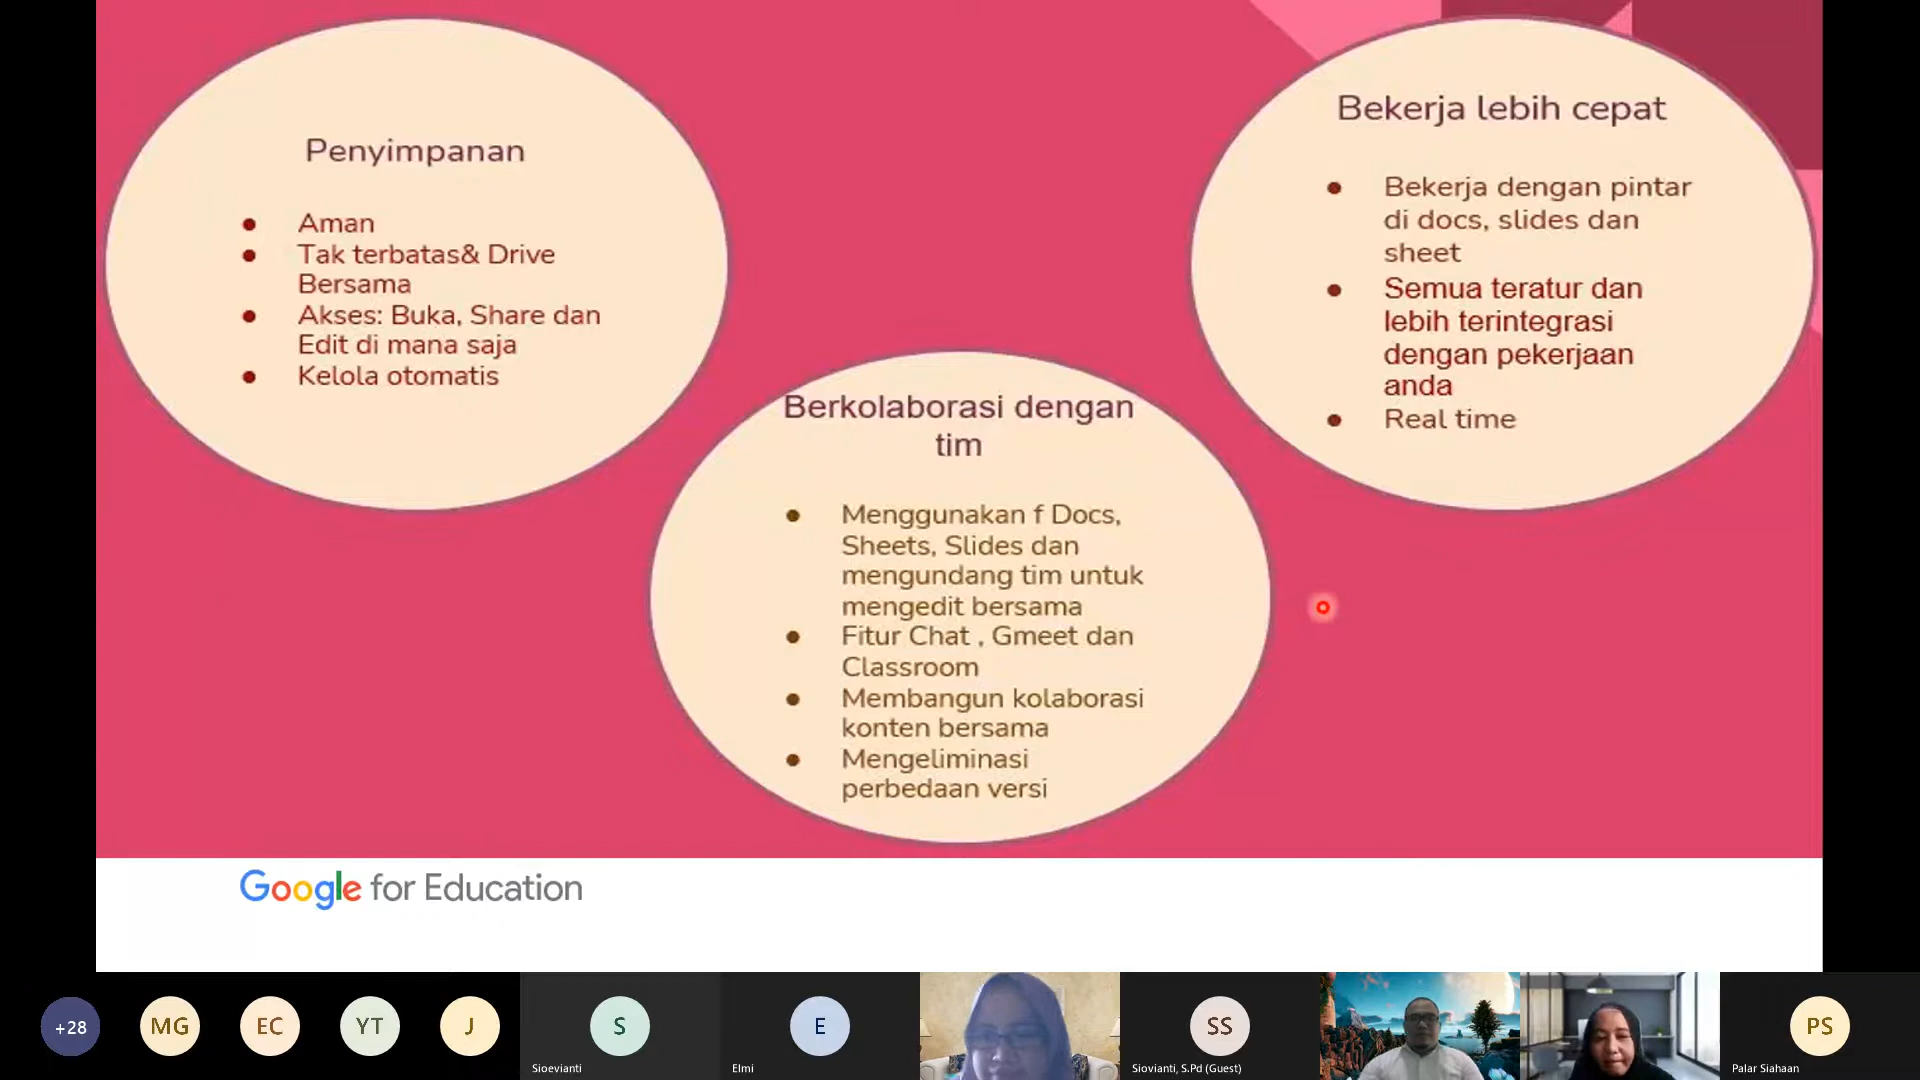 Penyimpanan
● Aman
● Tak terbatas& Drive
Bersama
● Akses: Buka, Share dan
Edit di mana saja
● Kelola otomatis
Berkolaborasi dengan
tim
● Menggunakan f Docs,
Sheets, Slides dan
mengundang tim untuk
mengedit bersama
● Fitur Chat , Gmeet dan
Classroom
● Membangun kolaborasi
konten bersama
● Mengeliminasi
perbedaan versi
Bekerja lebih cepat
● Bekerja dengan pintar
di docs, slides dan
sheet
● Semua teratur dan
lebih terintegrasi
dengan pekerjaan
anda
● Real time
Google for Education
+28
MG
EC
YT
J
S
Sioevianti
E
Elmi
SS
Siovianti, S.Pd (Guest)
PS
Palar Siahaan